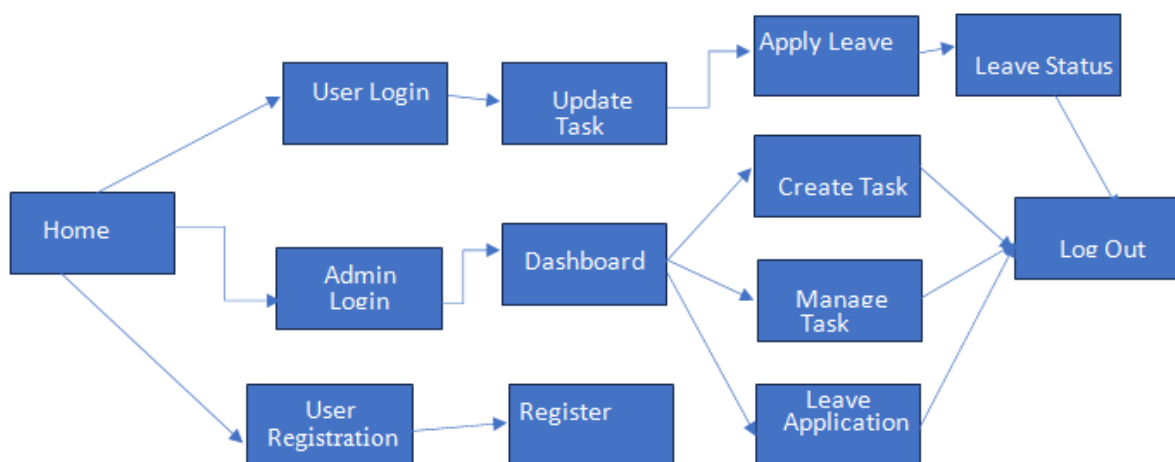 Apply Leave
Leave Status
User Login
Update
Task
Create Task
Home
Log Out
Dashboard
Admin
Login
Manage
Task
User
Registration
Register
Leave
Application